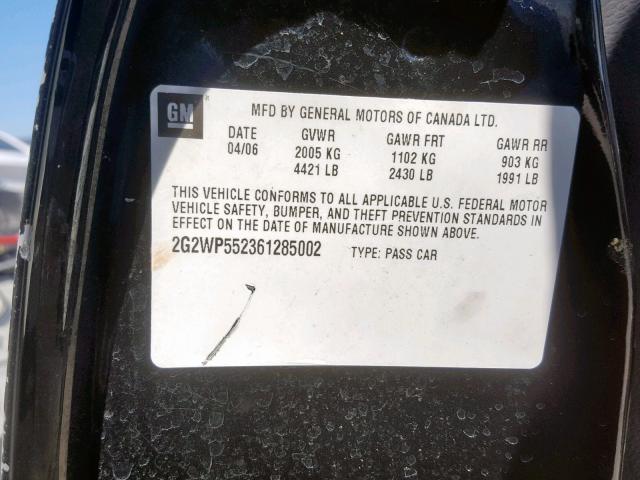 GM
MFD BY GENERAL MOTORS OF CANADA LTD.
DATE GVWR GAWR FRT GAWR RR
04/06 2005 KG 1102 KG 903 KG
4421 LB 2430 LB 1991 LB
THIS VEHICLE CONFORMS TO ALL APPLICABLE U.S. FEDERAL MOTOR
VEHICLE SAFETY, BUMPER, AND THEFT PREVENTION STANDARDS IN
EFFECT ON THE DATE OF MANUFACTURE SHOWN ABOVE.
2G2WP552361285002 TYPE: PASS CAR